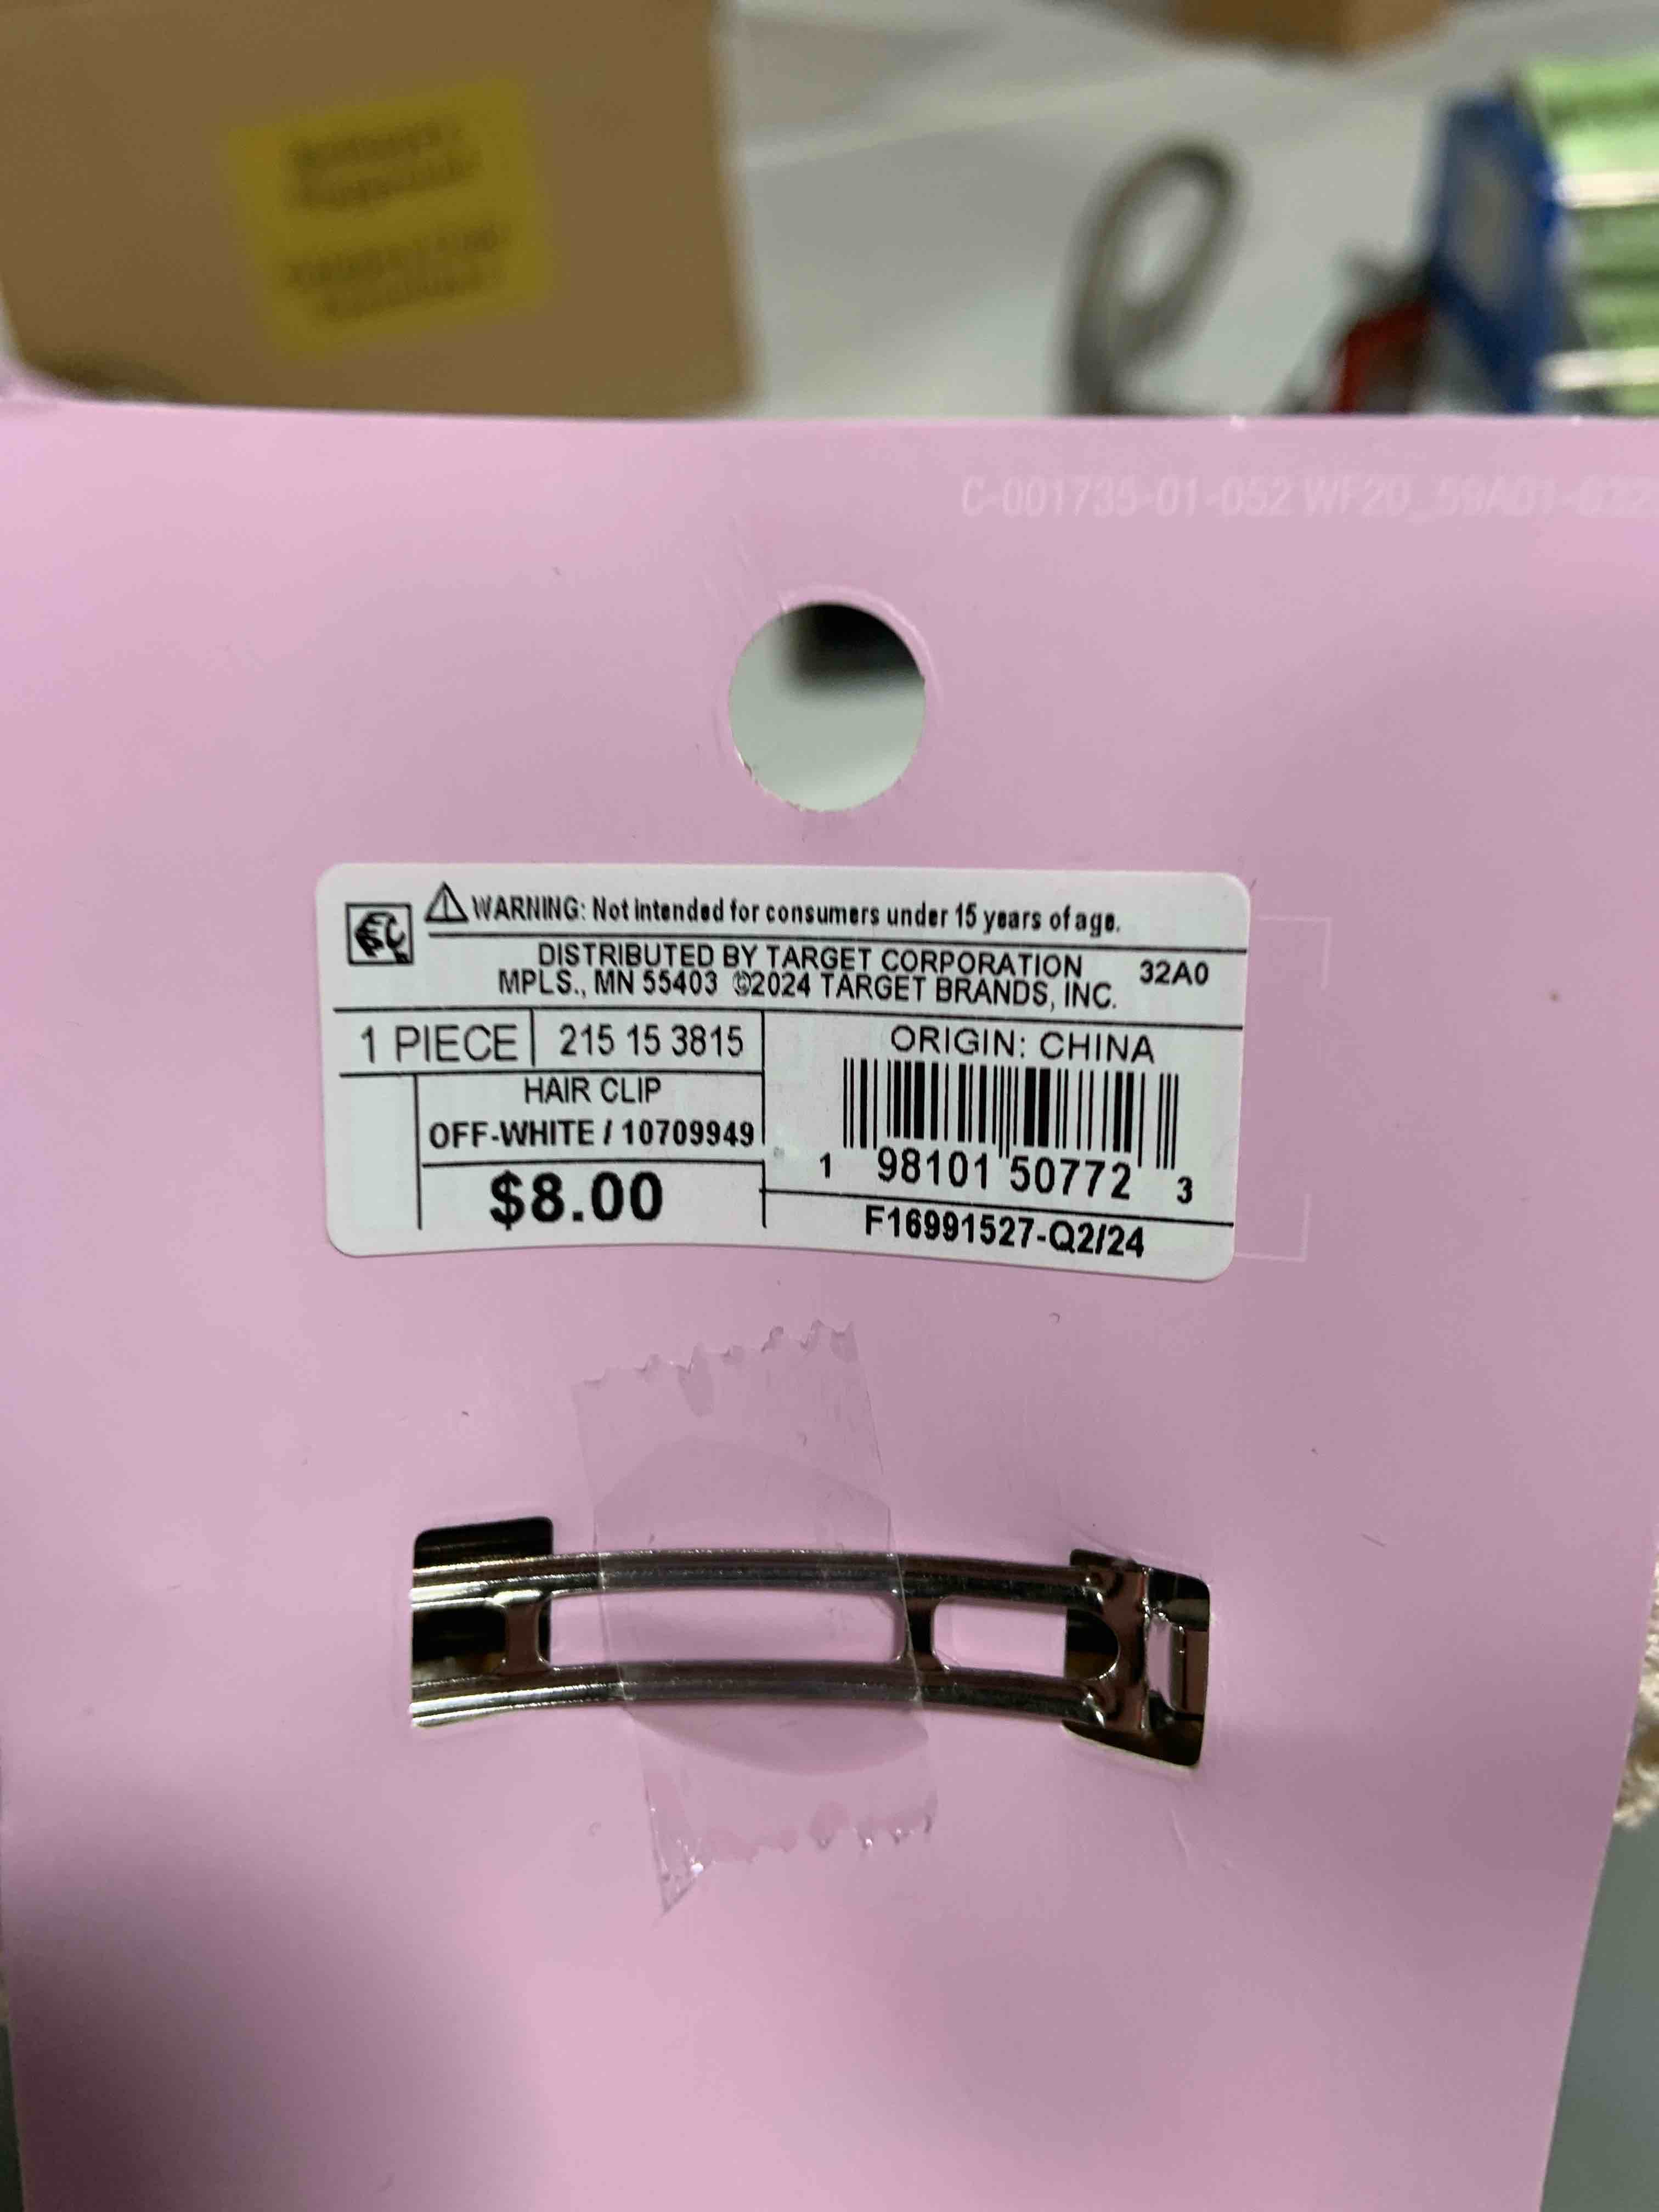 C-001735-01-052 WF20_59A01-032
WARNING: Not intended for consumers under 15 years of age.
DISTRIBUTED BY TARGET CORPORATION
MPLS., MN 55403 ©2024 TARGET BRANDS, INC.
32A0
1 PIECE
215 15 3815
HAIR CLIP
OFF-WHITE / 10709949
$8.00
ORIGIN: CHINA
1 98101 50772 3
F16991527-Q2/24